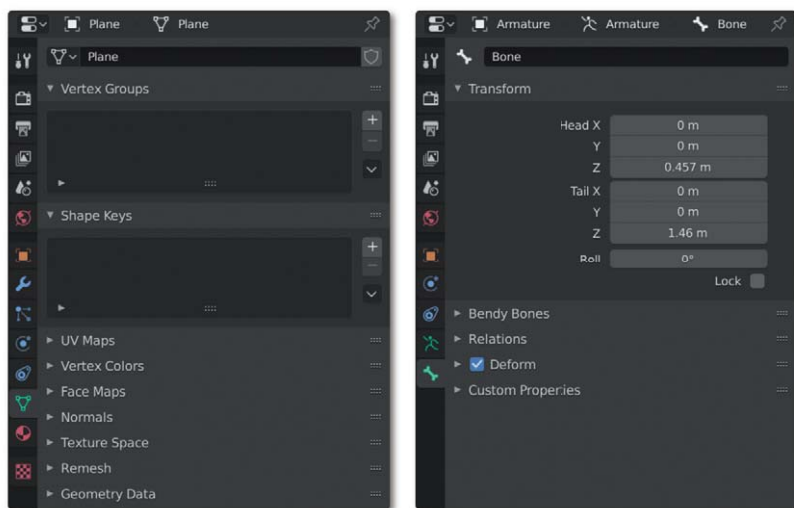 Plane Plane
Plane
Vertex Groups
Shape Keys
UV Maps
Vertex Colors
Face Maps
Normals
Texture Space
Remesh
Geometry Data
Armature Armature Bone
Bone
Transform
Head X 0 m
Y 0 m
Z 0.457 m
Tail X 0 m
Y 0 m
Z 1.46 m
Roll 0°
Lock
Bendy Bones
Relations
Deform
Custom Properties